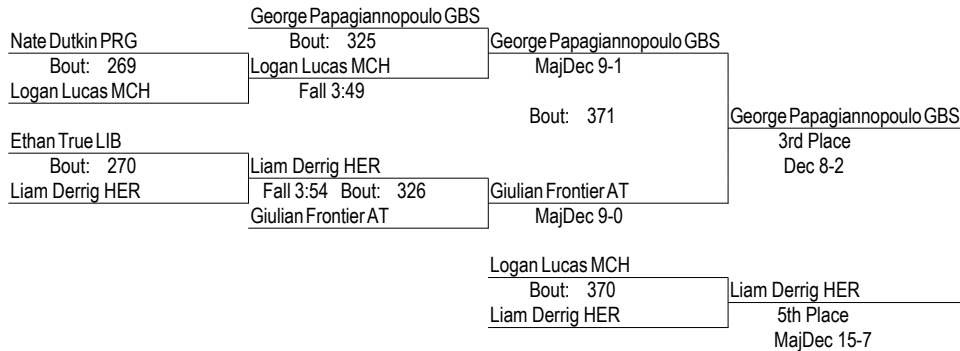 George Papagiannopoulo GBS
Nate Dutkin PRG
Bout: 325
George Papagiannopoulo GBS
Bout: 269
Logan Lucas MCH
MajDec 9-1
Logan Lucas MCH
Fall 3:49
Bout: 371
George Papagiannopoulo GBS
Ethan True LIB
3rd Place
Bout: 270
Liam Derrig HER
Dec 8-2
Liam Derrig HER
Fall 3:54 Bout: 326
Giulian Frontier AT
Giulian Frontier AT
MajDec 9-0
Logan Lucas MCH
Bout: 370
Liam Derrig HER
Liam Derrig HER
5th Place
MajDec 15-7